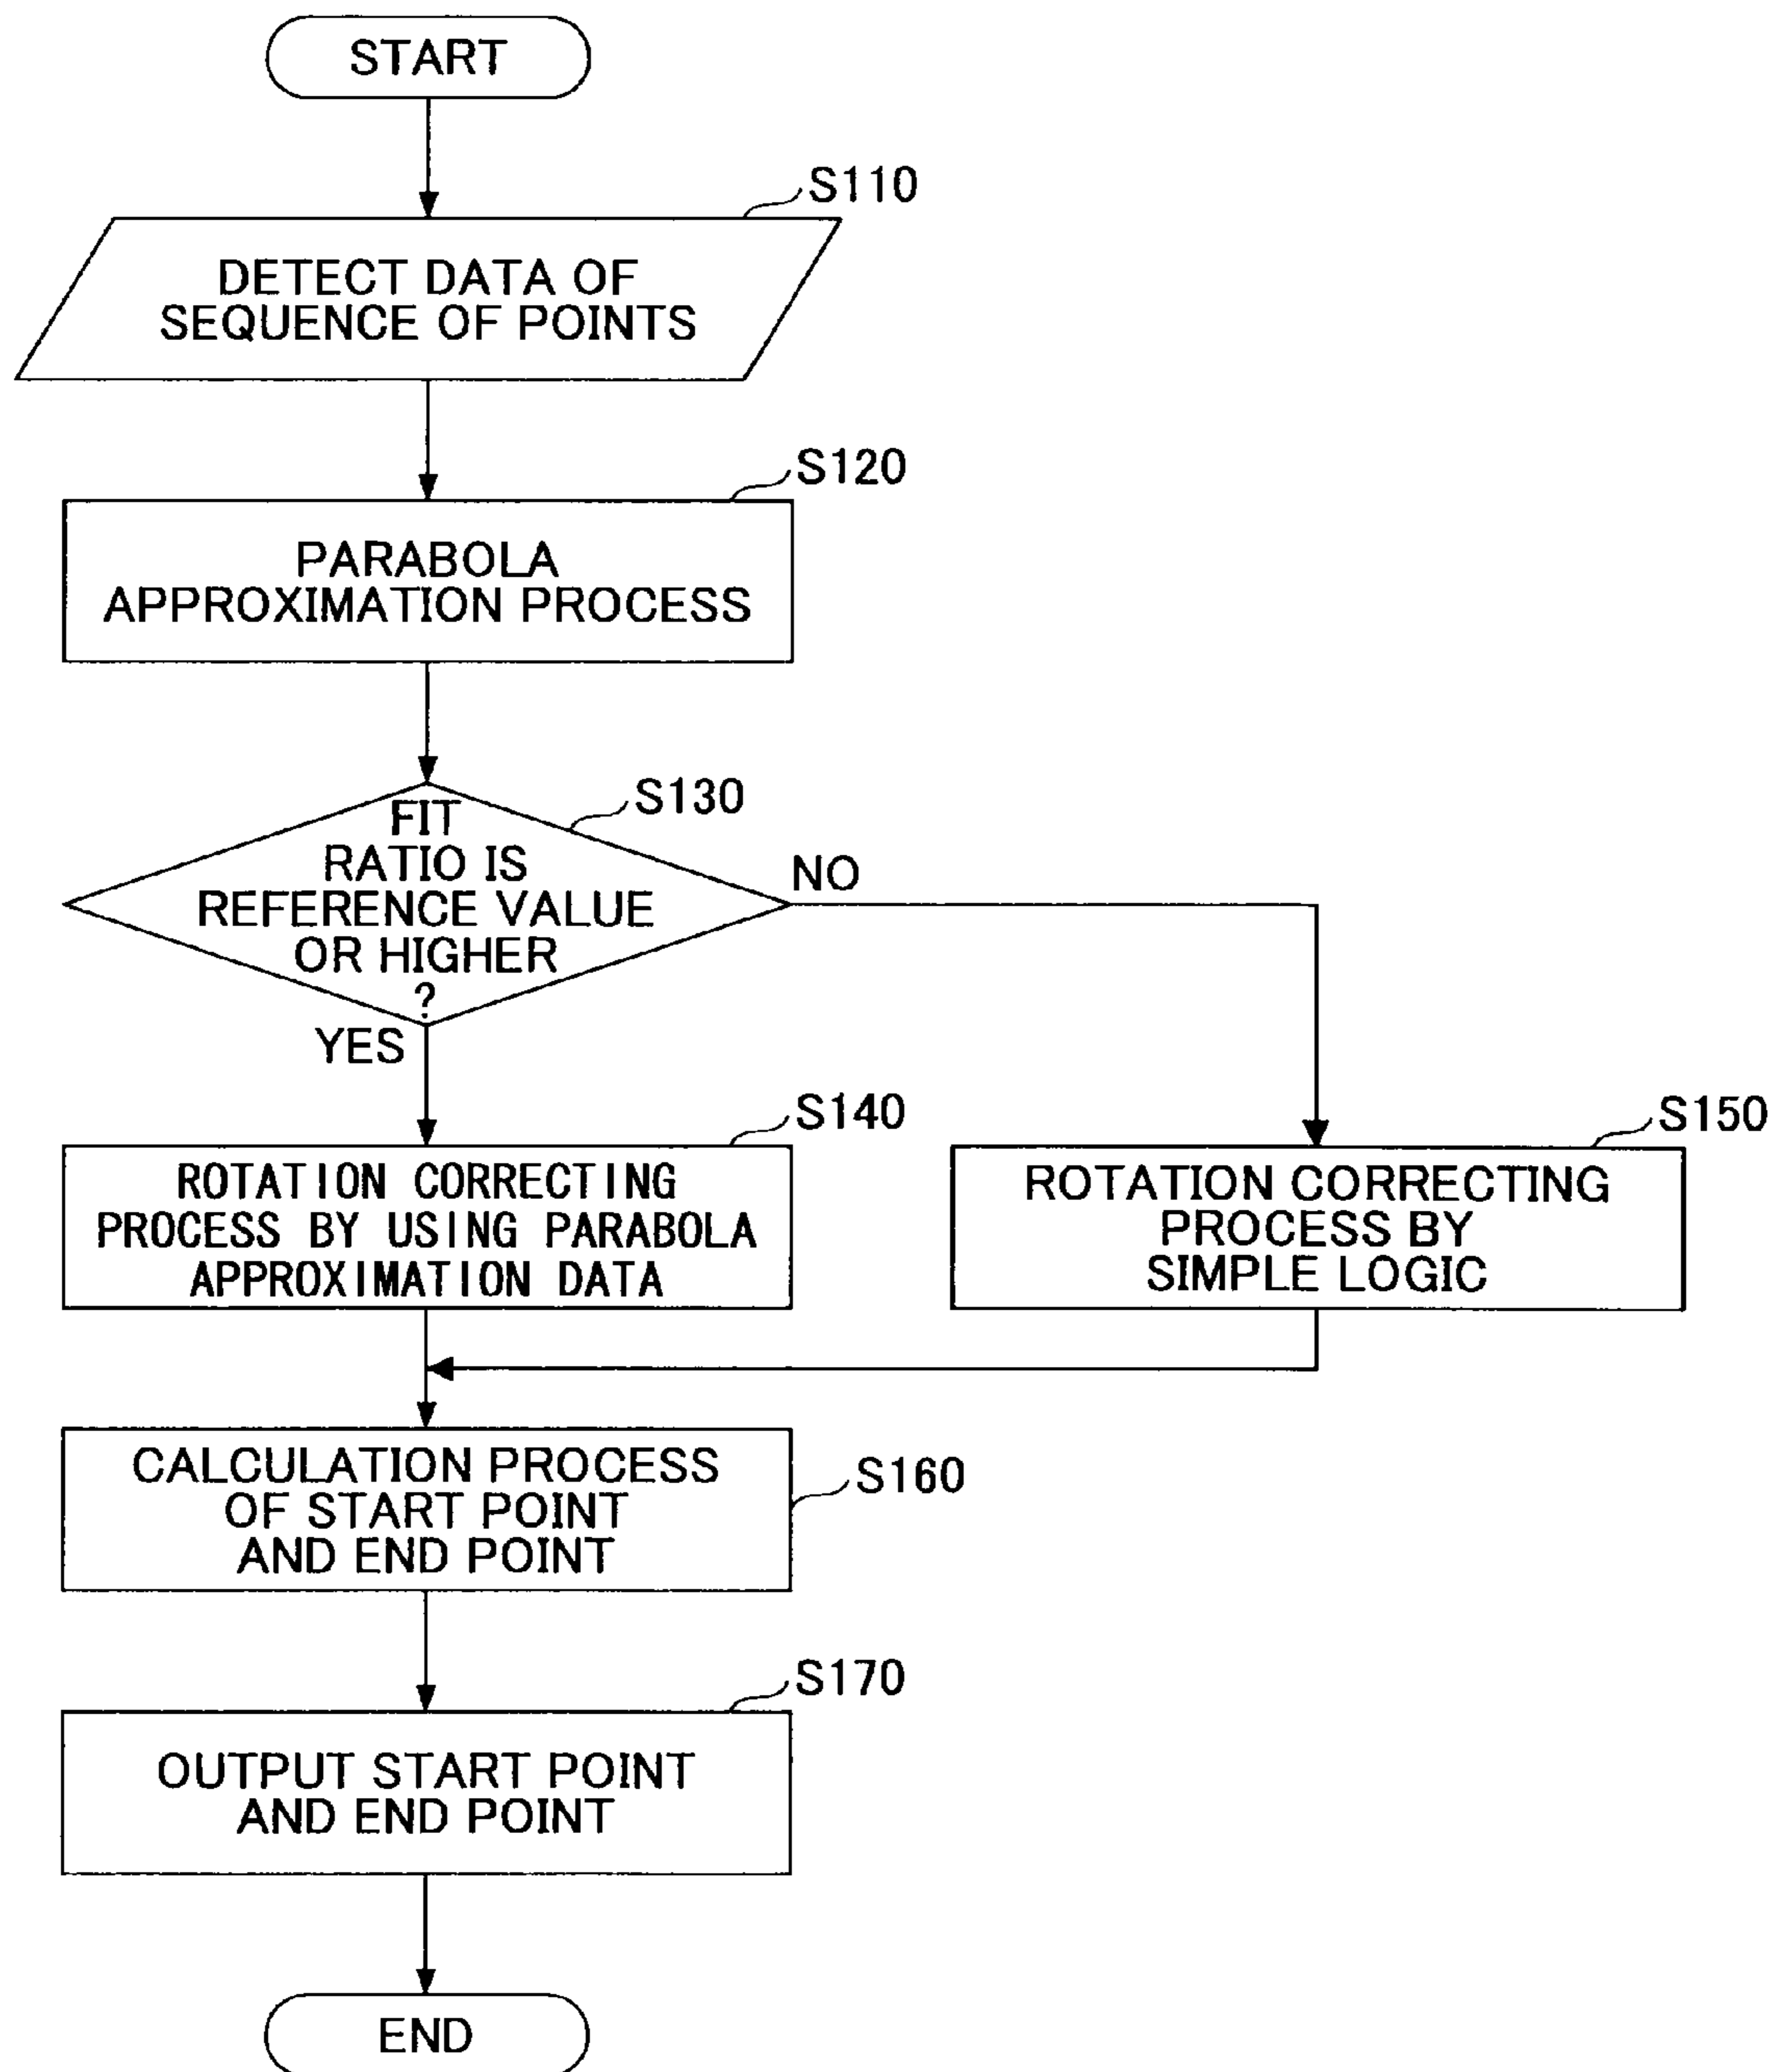 START
S110
DETECT DATA OF
SEQUENCE OF POINTS
S120
PARABOLA
APPROXIMATION PROCESS
S130
FIT
RATIO IS
REFERENCE VALUE
OR HIGHER
?
NO
YES
S140
ROTATION CORRECTING
PROCESS BY USING PARABOLA
APPROXIMATION DATA
S150
ROTATION CORRECTING
PROCESS BY
SIMPLE LOGIC
CALCULATION PROCESS
OF START POINT
AND END POINT
S160
S170
OUTPUT START POINT
AND END POINT
END